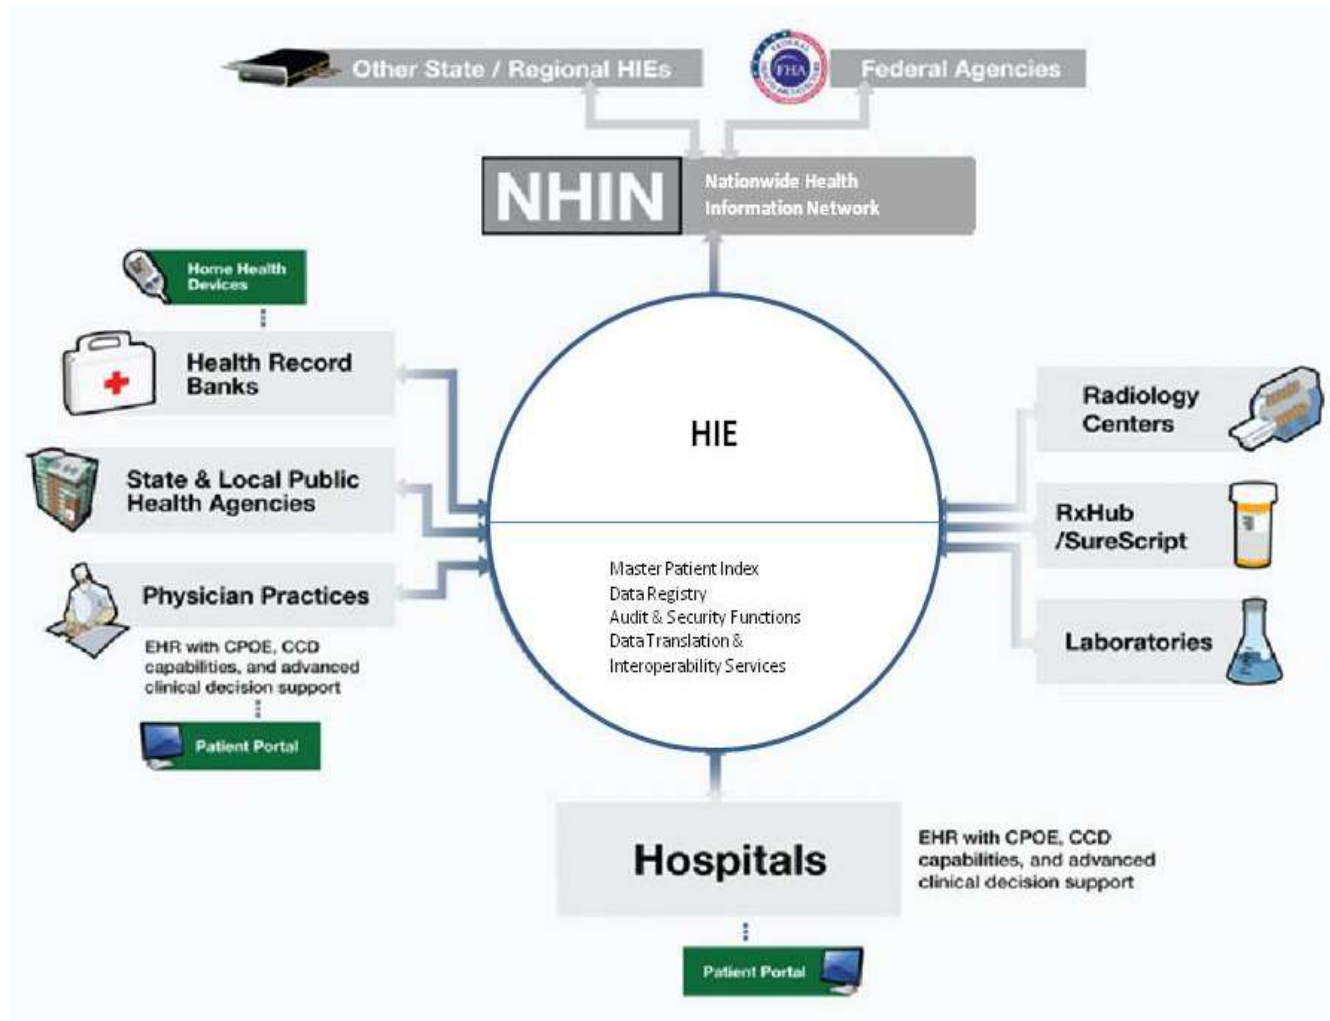 Other State / Regional HIEs
FHA
Federal Agencies
NHIN
Nationwide Health
Information Network
Home Health
Devices
Health Record
Banks
State & Local Public
Health Agencies
Physician Practices
EHR with CPOE, CCD
capabilities, and advanced
clinical decision support
Patient Portal
HIE
Master Patient Index
Data Registry
Audit & Security Functions
Data Translation &
Interoperability Services
Radiology
Centers
RxHub
/SureScript
Laboratories
Hospitals
EHR with CPOE, CCD
capabilities, and advanced
clinical decision support
Patient Portal